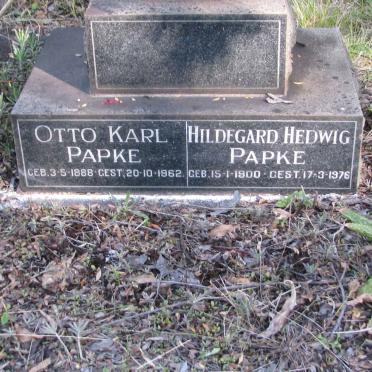 OTTO KARL
PAPKE
GEB.3-5-1888-GEST.20-10-1962.
HILDEGARD HEDWIG
PAPKE
GEB.15-1-1900-GEST.17-3-1976